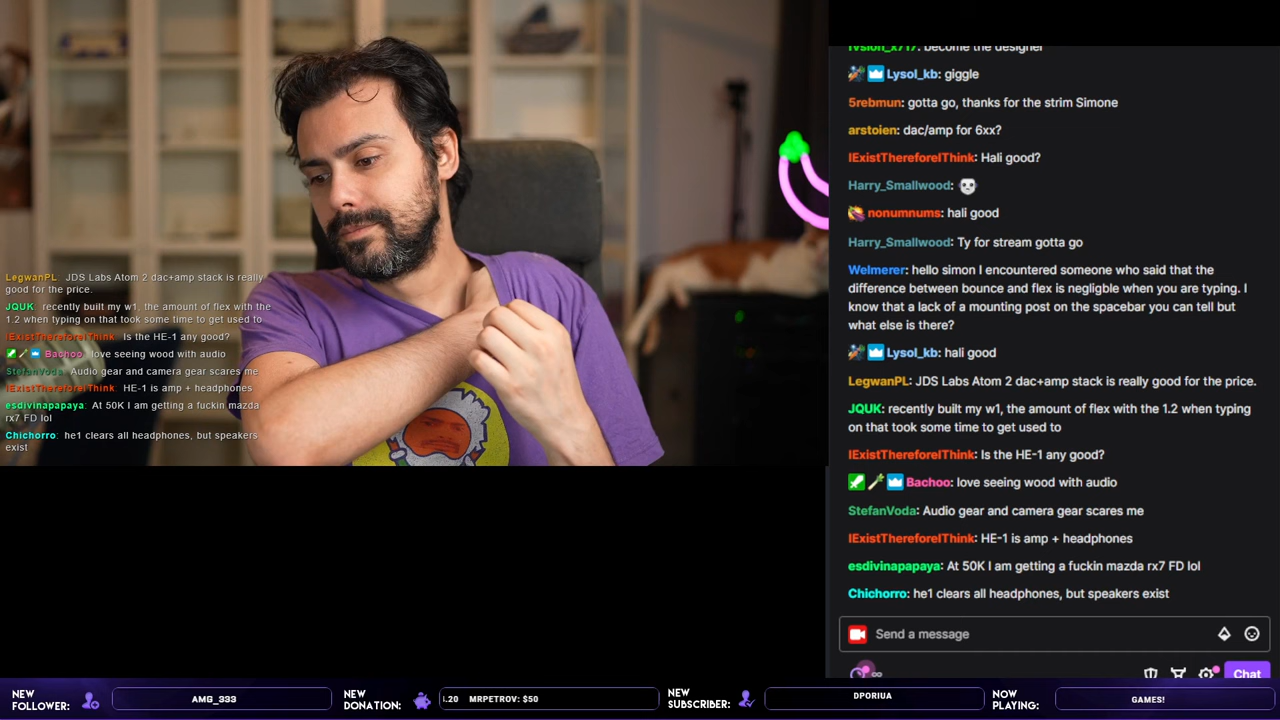 LegwanPL: JDS Labs Atom 2 dac+amp stack is really
good for the price.
JQUK: recently built my w1, the amount of flex with the
1.2 when typing on that took some time to get used to
IExistThereforeIThink: Is the HE-1 any good?
Bachoo: love seeing wood with audio
StefanVoda: Audio gear and camera gear scares me
IExistThereforeIThink: HE-1 is amp + headphones
esdivinapapaya: At 50K I am getting a fuckin mazda
rx7 FD lol
Chichorro: he1 clears all headphones, but speakers
exist
become the designer
Lysol_kb: giggle
5rebmun: gotta go, thanks for the strim Simone
arstoien: dac/amp for 6xx?
IExistThereforeIThink: Hali good?
Harry_Smallwood:
nonumnums: hali good
Harry_Smallwood: Ty for stream gotta go
Welmerer: hello simon I encountered someone who said that the
difference between bounce and flex is neglible when you are typing. I
know that a lack of a mounting post on the spacebar you can tell but
what else is there?
Lysol_kb: hali good
LegwanPL: JDS Labs Atom 2 dac+amp stack is really good for the price.
JQUK: recently built my w1, the amount of flex with the 1.2 when typing
on that took some time to get used to
IExistThereforeIThink: Is the HE-1 any good?
Bachoo: love seeing wood with audio
StefanVoda: Audio gear and camera gear scares me
IExistThereforeIThink: HE-1 is amp + headphones
esdivinapapaya: At 50K I am getting a fuckin mazda rx7 FD lol
Chichorro: he1 clears all headphones, but speakers exist
Send a message
Chat
NEW
FOLLOWER:
AMG_333
NEW
DONATION:
.20 MRPETROV: $50
NEW
SUBSCRIBER:
DPORIUA
NOW
PLAYING:
GAMES!